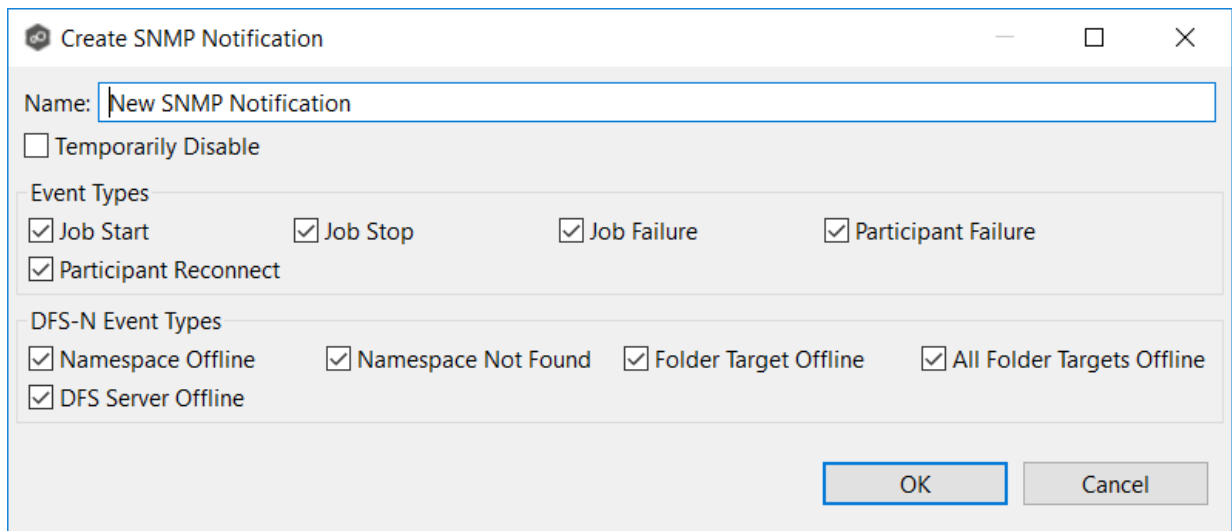 Create SNMP Notification
Name: New SNMP Notification
Temporarily Disable
Event Types
Job Start Job Stop Job Failure Participant Failure
Participant Reconnect
DFS-N Event Types
Namespace Offline Namespace Not Found Folder Target Offline All Folder Targets Offline
DFS Server Offline
OK Cancel